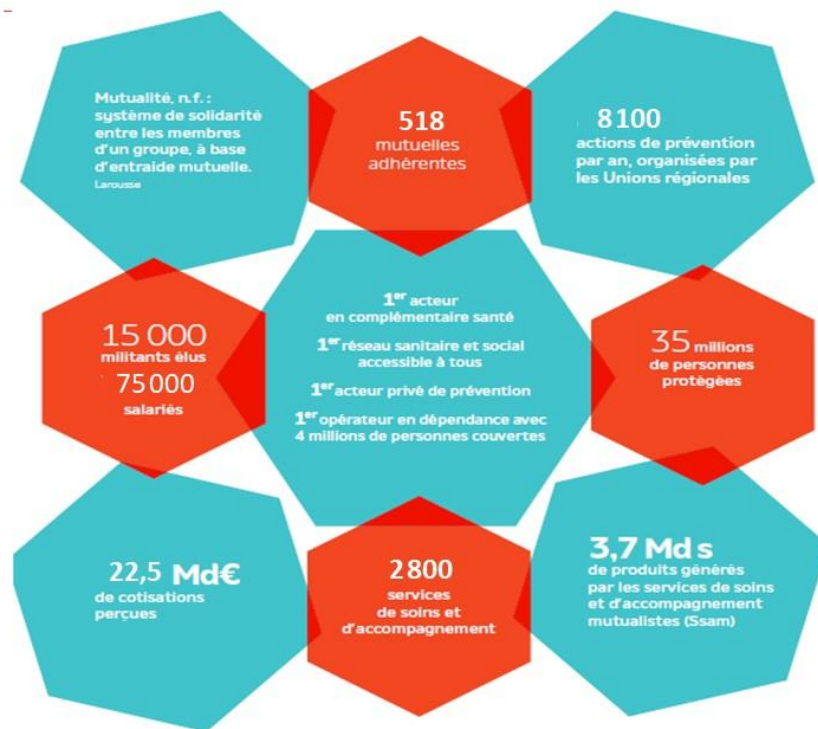 Mutualité, n.f. :
système de solidarité
entre les membres
d'un groupe, à base
d'entraide mutuelle.
Larousse
518
mutuelles
adhérentes
8100
actions de prévention
par an, organisées par
les Unions régionales
1er acteur
en complémentaire santé
1er réseau sanitaire et social
accessible à tous
1er acteur privé de prévention
1er opérateur en dépendance avec
4 millions de personnes couvertes
15 000
militants élus
75 000
salariés
35 millions
de personnes
protégées
22,5 Md€
de cotisations
perçues
2800
services
de soins et
d'accompagnement
3,7 Md s
de produits générés
par les services de soins
et d'accompagnement
mutualistes (Ssam)